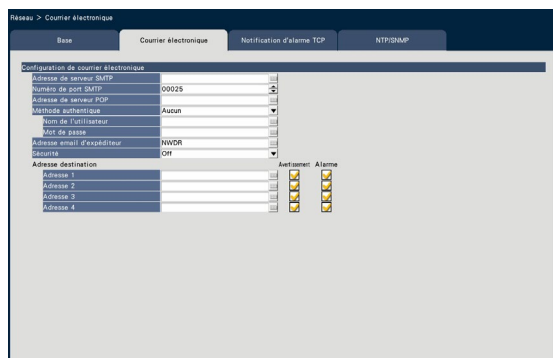 Réseau > Courrier électronique
Base Courrier électronique Notification d'alarme TCP NTP/SNMP
Configuration de courrier électronique
Adresse de serveur SMTP
Numéro de port SMTP 00025
Adresse de serveur POP
Méthode authentique Aucun
Nom de l'utilisateur
Mot de passe
Adresse email d'expéditeur NWDR
Sécurité Off
Adresse destination Avertissement Alarme
Adresse 1
Adresse 2
Adresse 3
Adresse 4